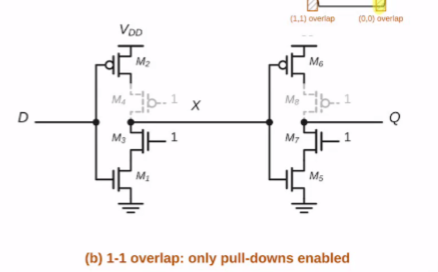 (1,1) overlap (0,0) overlap
VDD
M2 M6
M4 1 X M8 1
D Q
M3 1 M7 1
M1 M5
(b) 1-1 overlap: only pull-downs enabled